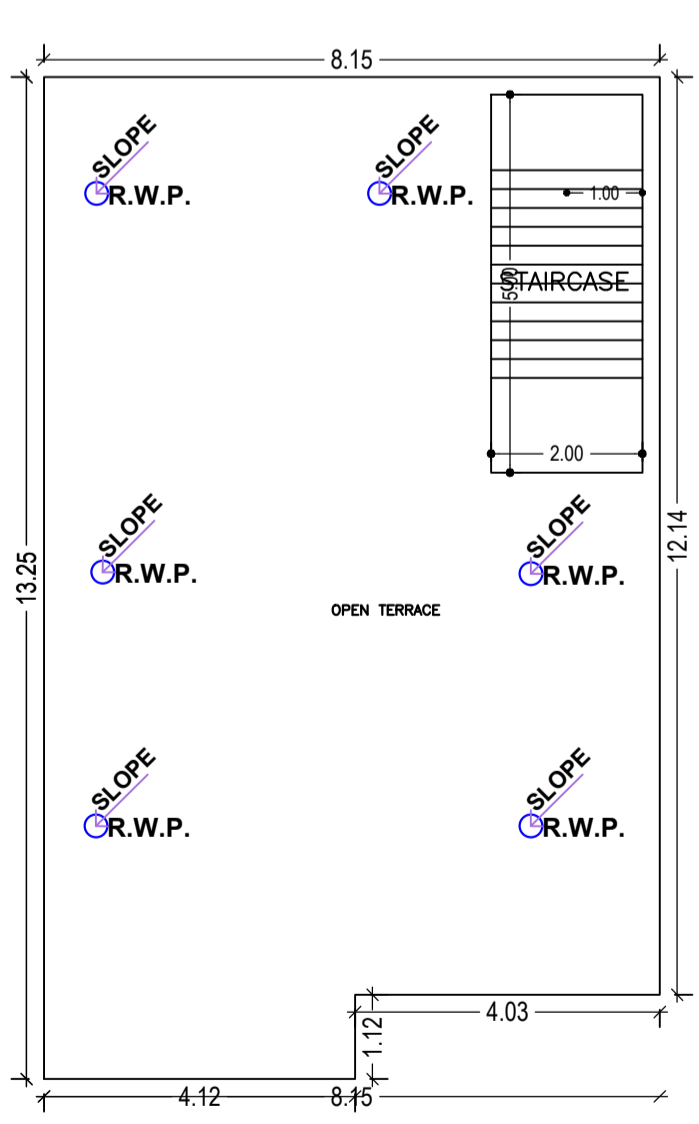 8.15
SLOPE
R.W.P.
SLOPE
R.W.P.
1.00
STAIRCASE
5.00
2.00
SLOPE
R.W.P.
SLOPE
R.W.P.
13.25
12.14
OPEN TERRACE
SLOPE
R.W.P.
SLOPE
R.W.P.
4.03
1.12
4.12
8.15